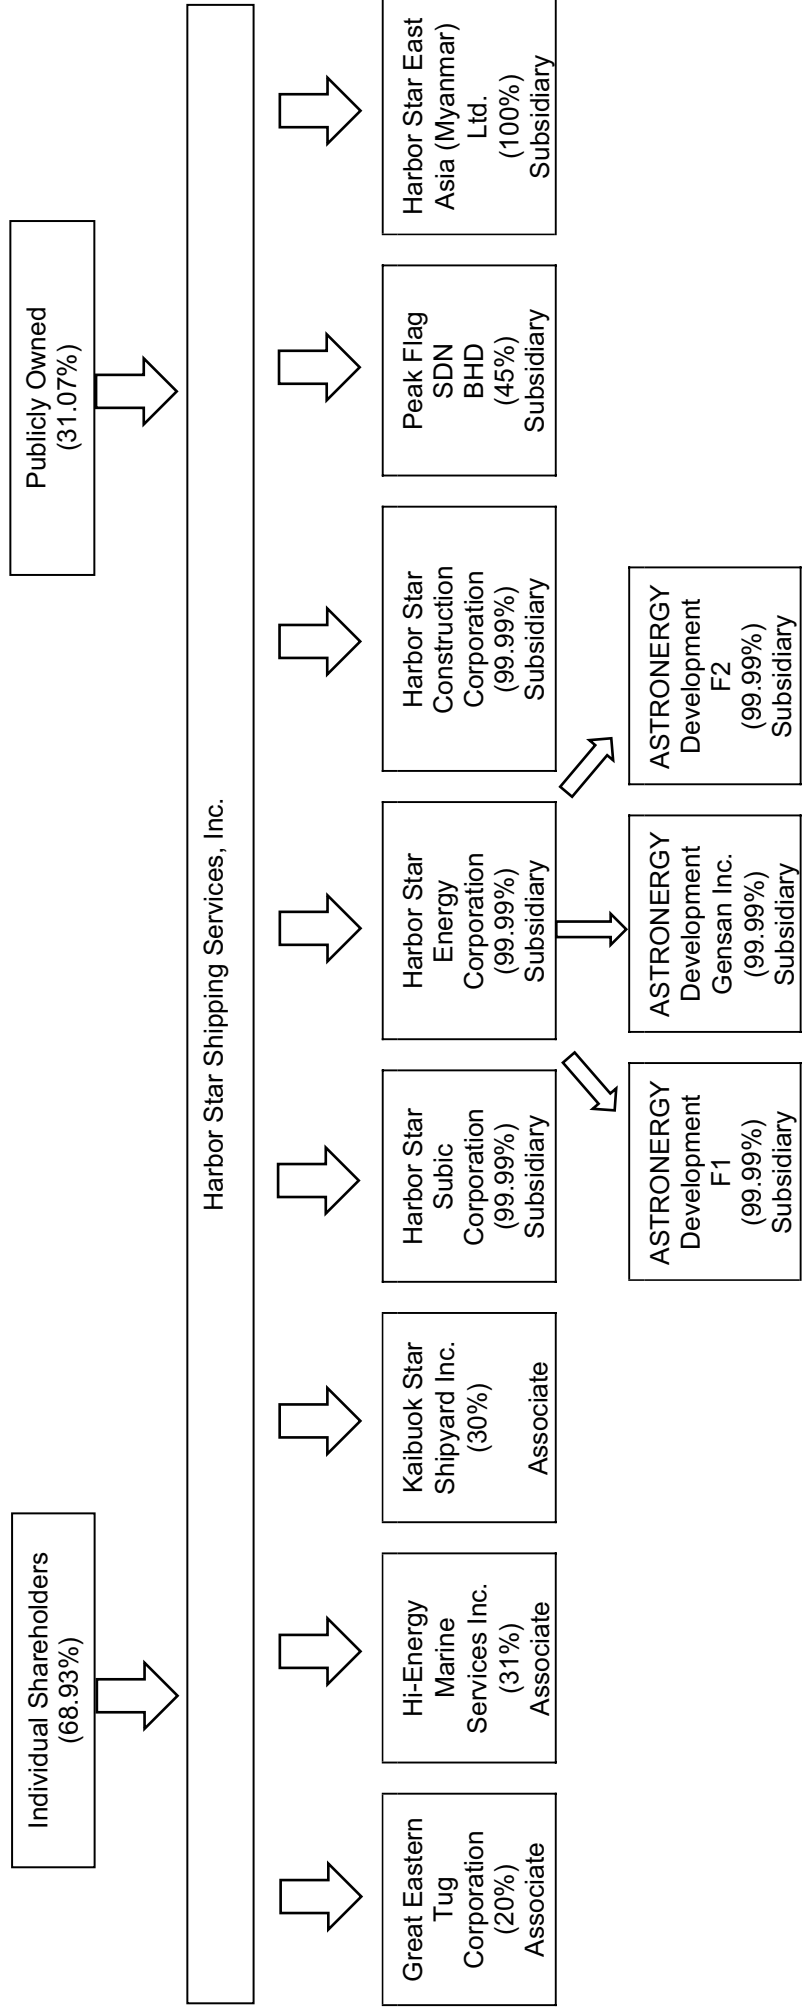 Individual Shareholders
(68.93%)
Publicly Owned
(31.07%)
Harbor Star Shipping Services, Inc.
Great Eastern
Tug
Corporation
(20%)
Associate
Hi-Energy
Marine
Services Inc.
(31%)
Associate
Kaibuok Star
Shipyard Inc.
(30%)
Associate
Harbor Star
Subic
Corporation
(99.99%)
Subsidiary
Harbor Star
Energy
Corporation
(99.99%)
Subsidiary
Harbor Star
Construction
Corporation
(99.99%)
Subsidiary
Peak Flag
SDN
BHD
(45%)
Subsidiary
Harbor Star East
Asia (Myanmar)
Ltd.
(100%)
Subsidiary
ASTRONERGY
Development
F1
(99.99%)
Subsidiary
ASTRONERGY
Development
Gensan Inc.
(99.99%)
Subsidiary
ASTRONERGY
Development
F2
(99.99%)
Subsidiary